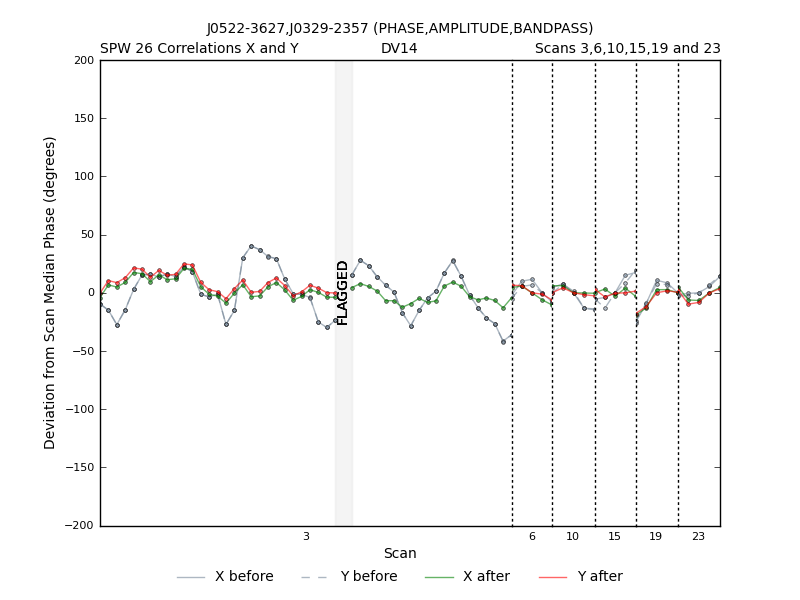 J0522-3627,J0329-2357 (PHASE,AMPLITUDE,BANDPASS)
SPW 26 Correlations X and Y DV14 Scans 3,6,10,15,19 and 23
200
150
100
50
0
−50
−100
−150
−200
Deviation from Scan Median Phase (degrees)
FLAGGED
3 6 10 15 19 23
Scan
X before Y before X after Y after